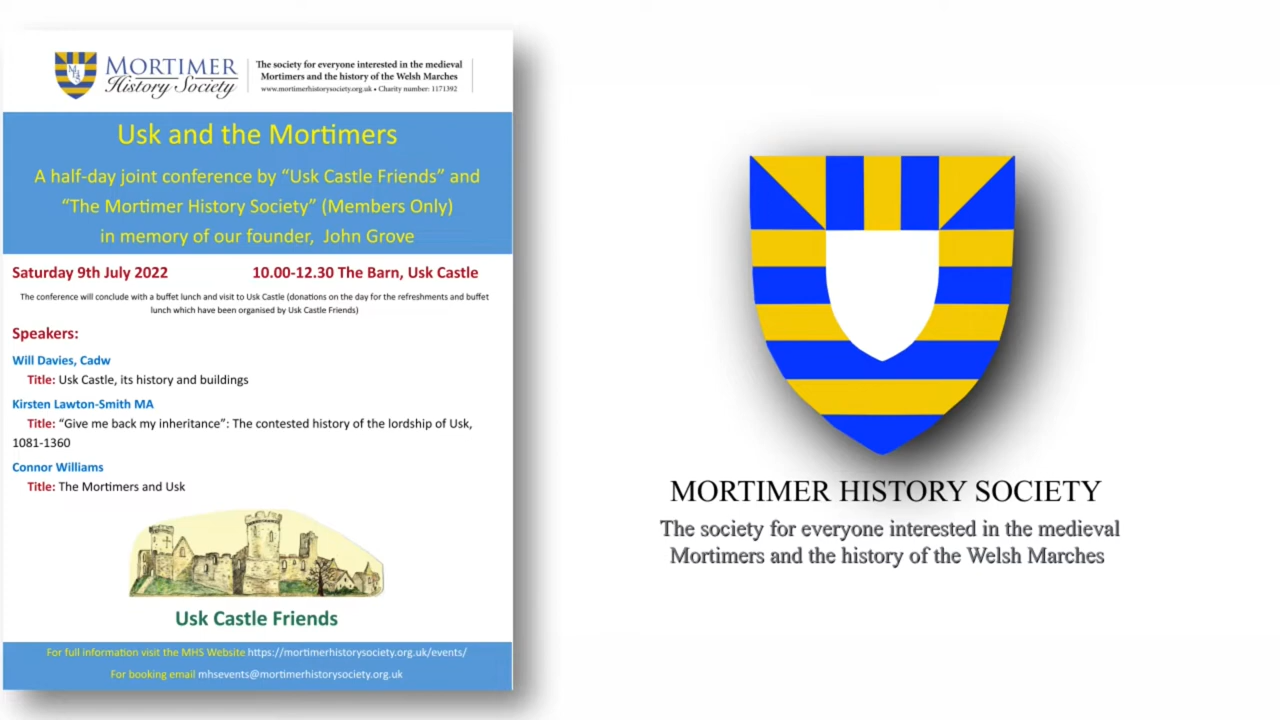 MORTIMER
History Society
The society for everyone interested in the medieval
Mortimers and the history of the Welsh Marches
www.mortimerhistorysociety.org.uk • Charity number: 1171392
Usk and the Mortimers
A half-day joint conference by “Usk Castle Friends” and
“The Mortimer History Society” (Members Only)
in memory of our founder, John Grove
Saturday 9th July 2022 10.00-12.30 The Barn, Usk Castle
The conference will conclude with a buffet lunch and visit to Usk Castle (donations on the day for the refreshments and buffet
lunch which have been organised by Usk Castle Friends)
Speakers:
Will Davies, Cadw
Title: Usk Castle, its history and buildings
Kirsten Lawton-Smith MA
Title: “Give me back my inheritance”: The contested history of the lordship of Usk,
1081-1360
Connor Williams
Title: The Mortimers and Usk
Usk Castle Friends
For full information visit the MHS Website https://mortimerhistorysociety.org.uk/events/
For booking email mhsevents@mortimerhistorysociety.org.uk
MORTIMER HISTORY SOCIETY
The society for everyone interested in the medieval
Mortimers and the history of the Welsh Marches